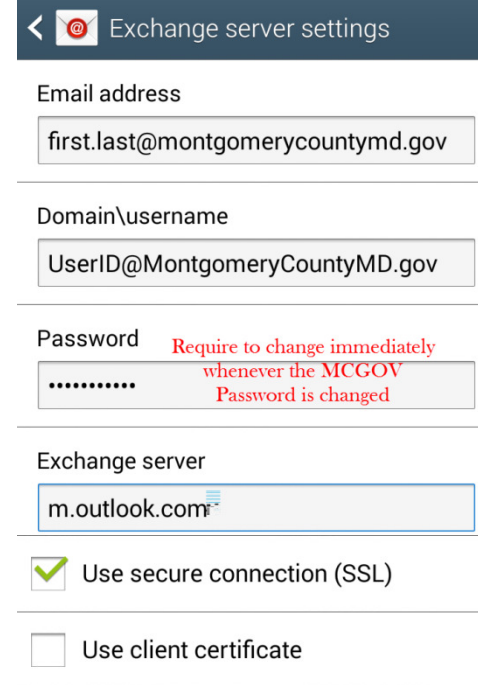 Exchange server settings
Email address
first.last@montgomerycountymd.gov
Domain\username
UserID@MontgomeryCountyMD.gov
Password
Require to change immediately
whenever the MCGOV
Password is changed
•••••••••••
Exchange server
m.outlook.com
Use secure connection (SSL)
Use client certificate